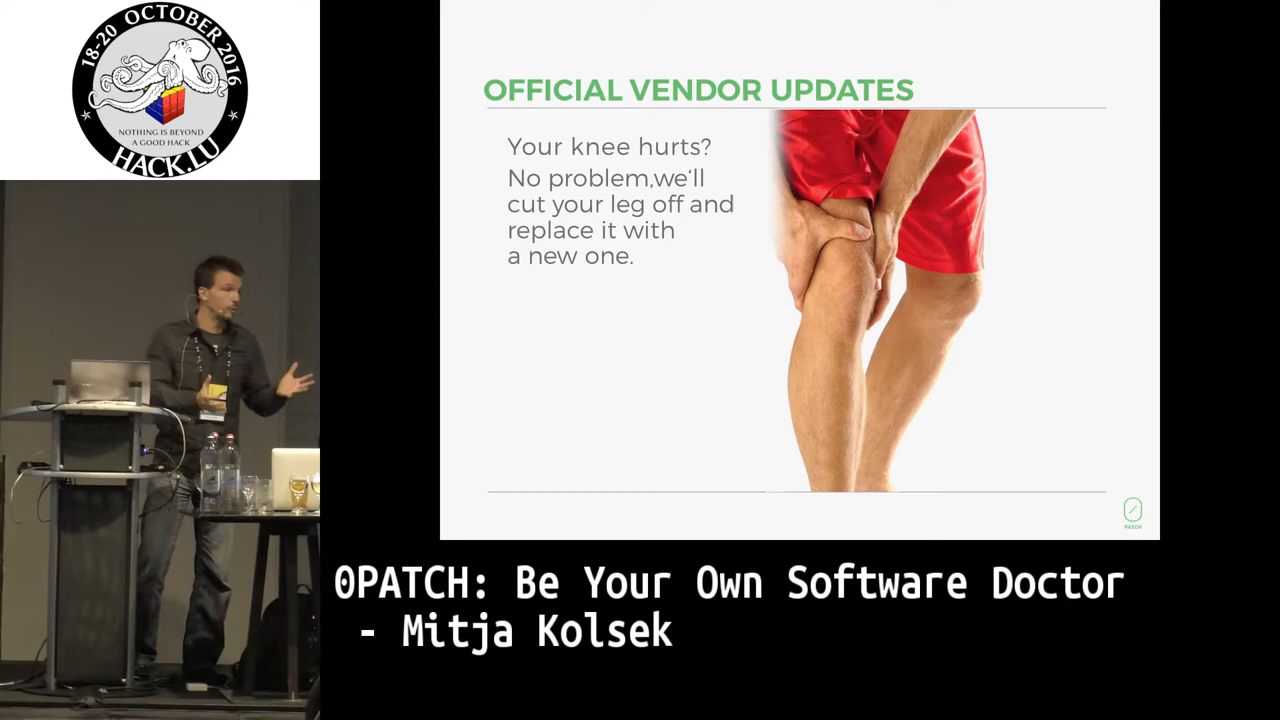 18-20 OCTOBER 2016
NOTHING IS BEYOND
A GOOD HACK
HACK.LU
OFFICIAL VENDOR UPDATES
Your knee hurts?
No problem,we‘ll
cut your leg off and
replace it with
a new one.
PATCH
0PATCH: Be Your Own Software Doctor
- Mitja Kolsek